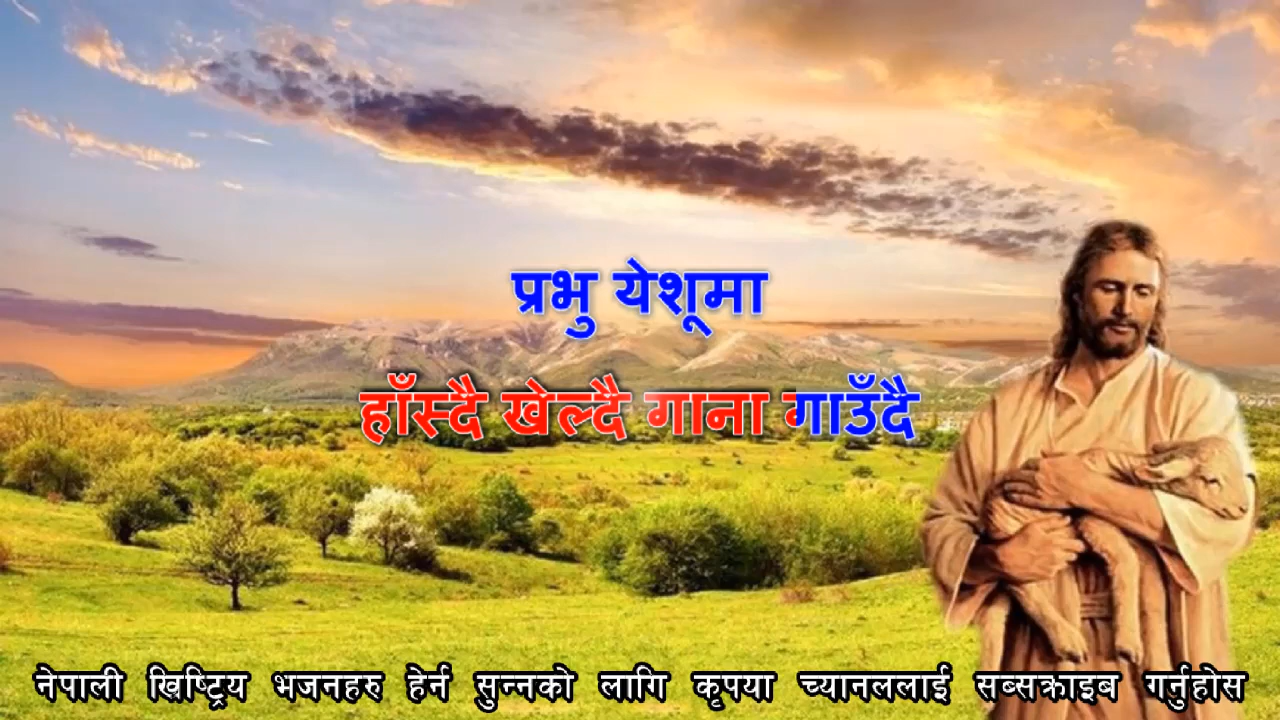 प्रभु येशूमा
हाँस्दै खेल्दै गाना गाउँदै
नेपाली ख्रिष्ट्रिय भजनहरु हेर्न सुन्नको लागि कृपया च्यानललाई सब्सक्राइब गर्नुहोस